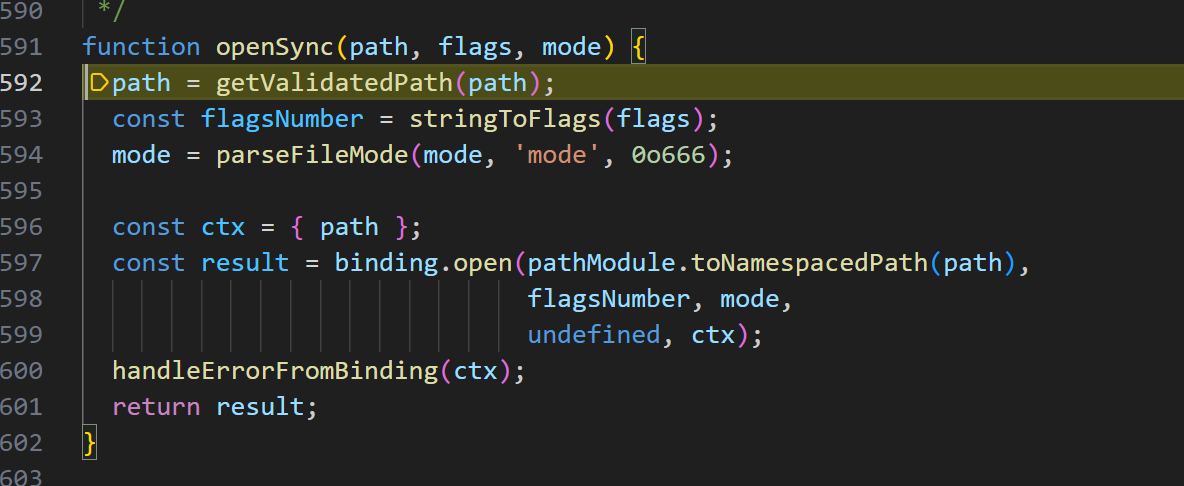 590 */
591 function openSync(path, flags, mode) {
592 path = getValidatedPath(path);
593 const flagsNumber = stringToFlags(flags);
594 mode = parseFileMode(mode, 'mode', 0o666);
595
596 const ctx = { path };
597 const result = binding.open(pathModule.toNamespacedPath(path),
598 flagsNumber, mode,
599 undefined, ctx);
600 handleErrorFromBinding(ctx);
601 return result;
602 }
603